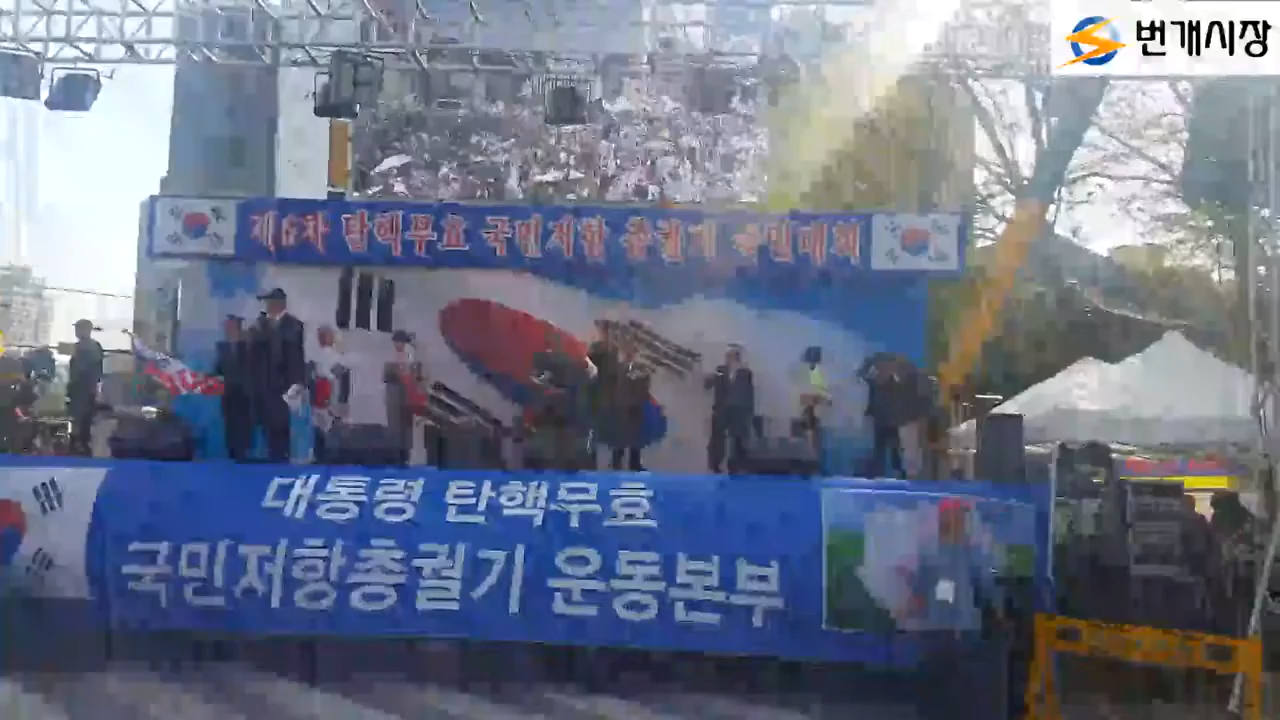 번개시장
제6차 탄핵무효 국민저항 총궐기 국민대회
대통령 탄핵무효
국민저항총궐기 운동본부